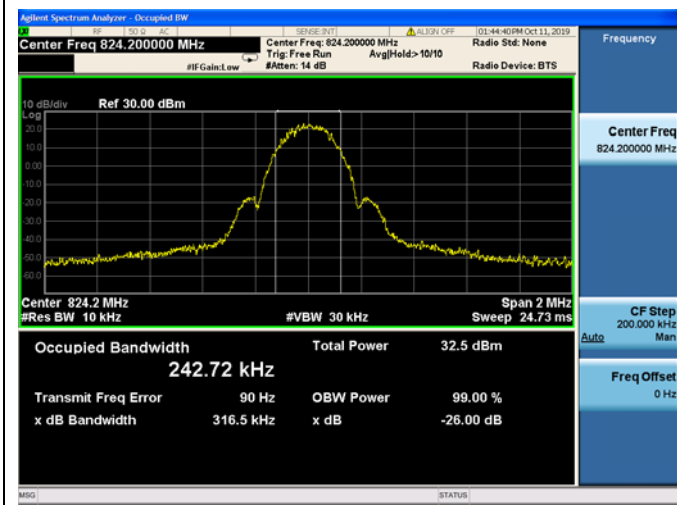 Agilent Spectrum Analyzer - Occupied BW
RF 50 Ω AC SENSE:INT ALIGN OFF 01:44:40 PM Oct 11, 2019
Center Freq 824.200000 MHz Center Freq: 824.200000 MHz Radio Std: None
Trig: Free Run Avg|Hold:> 10/10
#IFGain:Low #Atten: 14 dB Radio Device: BTS
10 dB/div Ref 30.00 dBm
Log
20.0
10.0
0.00
-10.0
-20.0
-30.0
-40.0
-50.0
-60.0
Center 824.2 MHz Span 2 MHz
#Res BW 10 kHz #VBW 30 kHz Sweep 24.73 ms
Occupied Bandwidth Total Power 32.5 dBm
242.72 kHz
Transmit Freq Error 90 Hz OBW Power 99.00 %
x dB Bandwidth 316.5 kHz x dB -26.00 dB
MSG STATUS
Frequency
Center Freq
824.200000 MHz
CF Step
200.000 kHz
Auto Man
Freq Offset
0 Hz